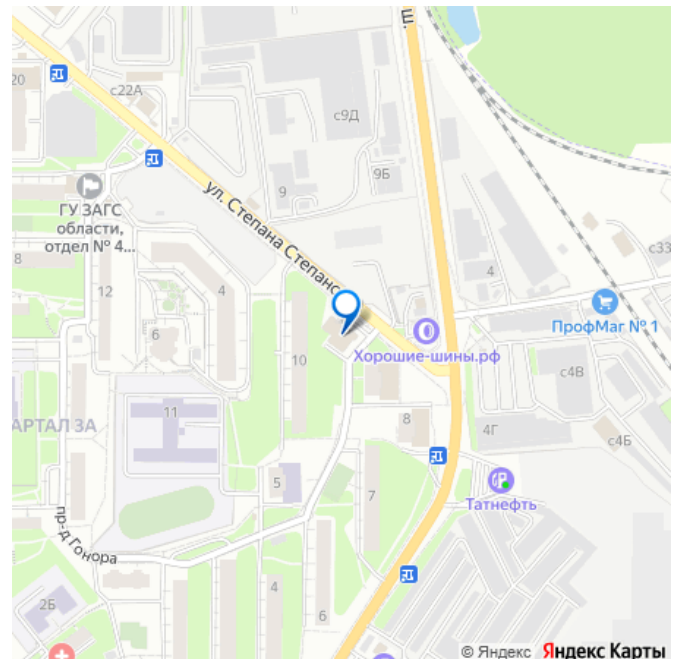 ш.
20
с22А
с9Д
9Б
9
ул. Степана Степанс
ГУ ЗАГС
области,
отдел № 4...
8
12
4
6
с33
4
ПрофМаг № 1
Хорошие-шины.рф
10
с4В
11
АРТАЛ 3А
8
4Г
с4Б
5
7
Татнефть
пр-д Гонора
2Б
4
6
© Яндекс Яндекс Карты